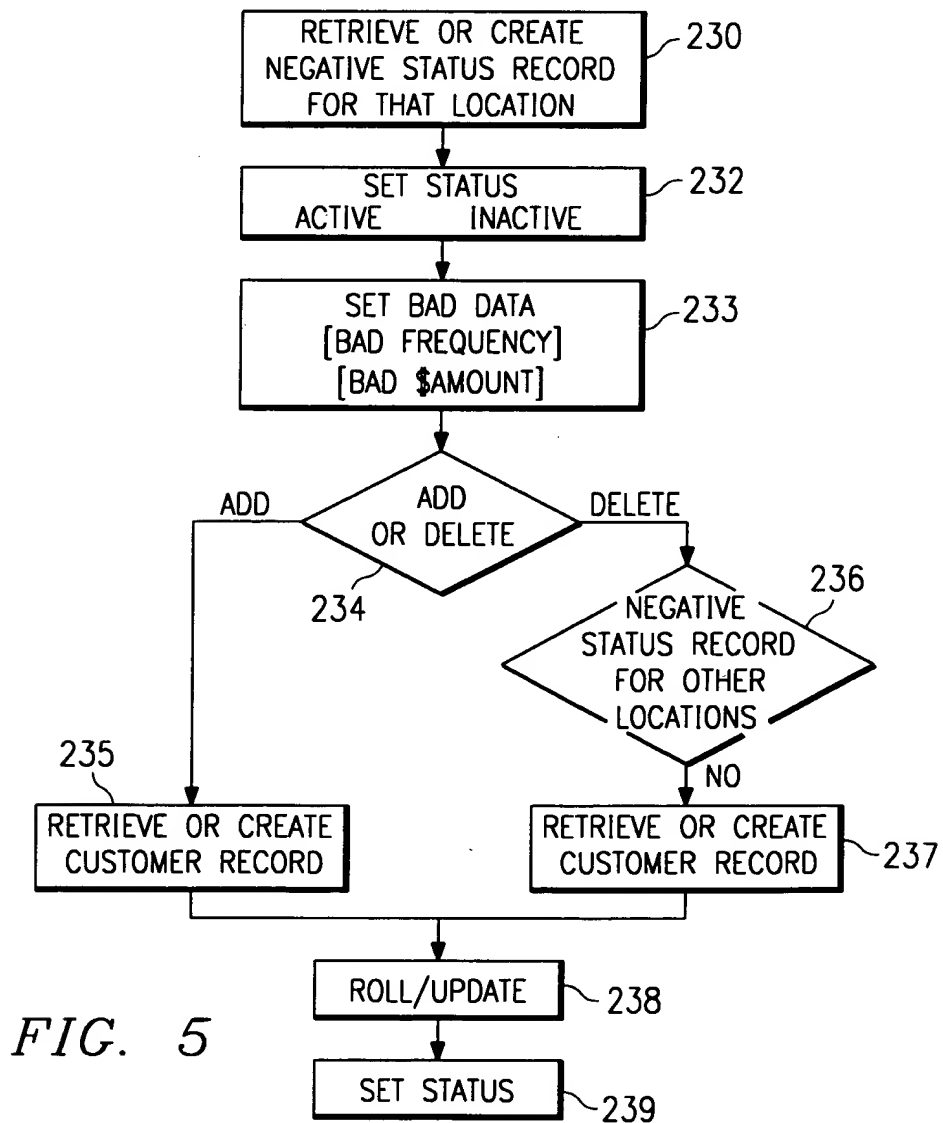 RETRIEVE OR CREATE
NEGATIVE STATUS RECORD
FOR THAT LOCATION
230
SET STATUS
ACTIVE INACTIVE
232
SET BAD DATA
[BAD FREQUENCY]
[BAD $AMOUNT]
233
ADD
OR DELETE
234
ADD
DELETE
NEGATIVE
STATUS RECORD
FOR OTHER
LOCATIONS
236
NO
235
RETRIEVE OR CREATE
CUSTOMER RECORD
RETRIEVE OR CREATE
CUSTOMER RECORD
237
ROLL/UPDATE
238
SET STATUS
239
FIG. 5